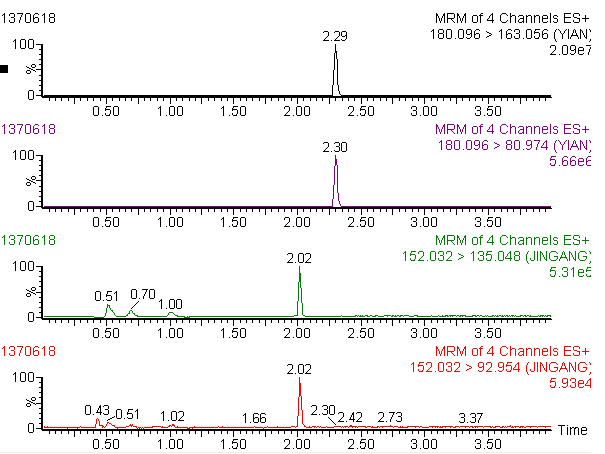 1370618
MRM of 4 Channels ES+
180.096 > 163.056 (YIAN)
2.09e7
2.29
100
%
0
0.50 1.00 1.50 2.00 2.50 3.00 3.50
1370618
MRM of 4 Channels ES+
180.096 > 80.974 (YIAN)
5.66e6
2.30
100
%
0
0.50 1.00 1.50 2.00 2.50 3.00 3.50
1370618
MRM of 4 Channels ES+
152.032 > 135.048 (JINGANG)
5.31e5
2.02
100
%
0.51 0.70 1.00
0
0.50 1.00 1.50 2.00 2.50 3.00 3.50
1370618
MRM of 4 Channels ES+
152.032 > 92.954 (JINGANG)
5.93e4
2.02
100
%
0.43 0.51 1.02 1.66 2.30 2.42 2.73 3.37
0
Time
0.50 1.00 1.50 2.00 2.50 3.00 3.50